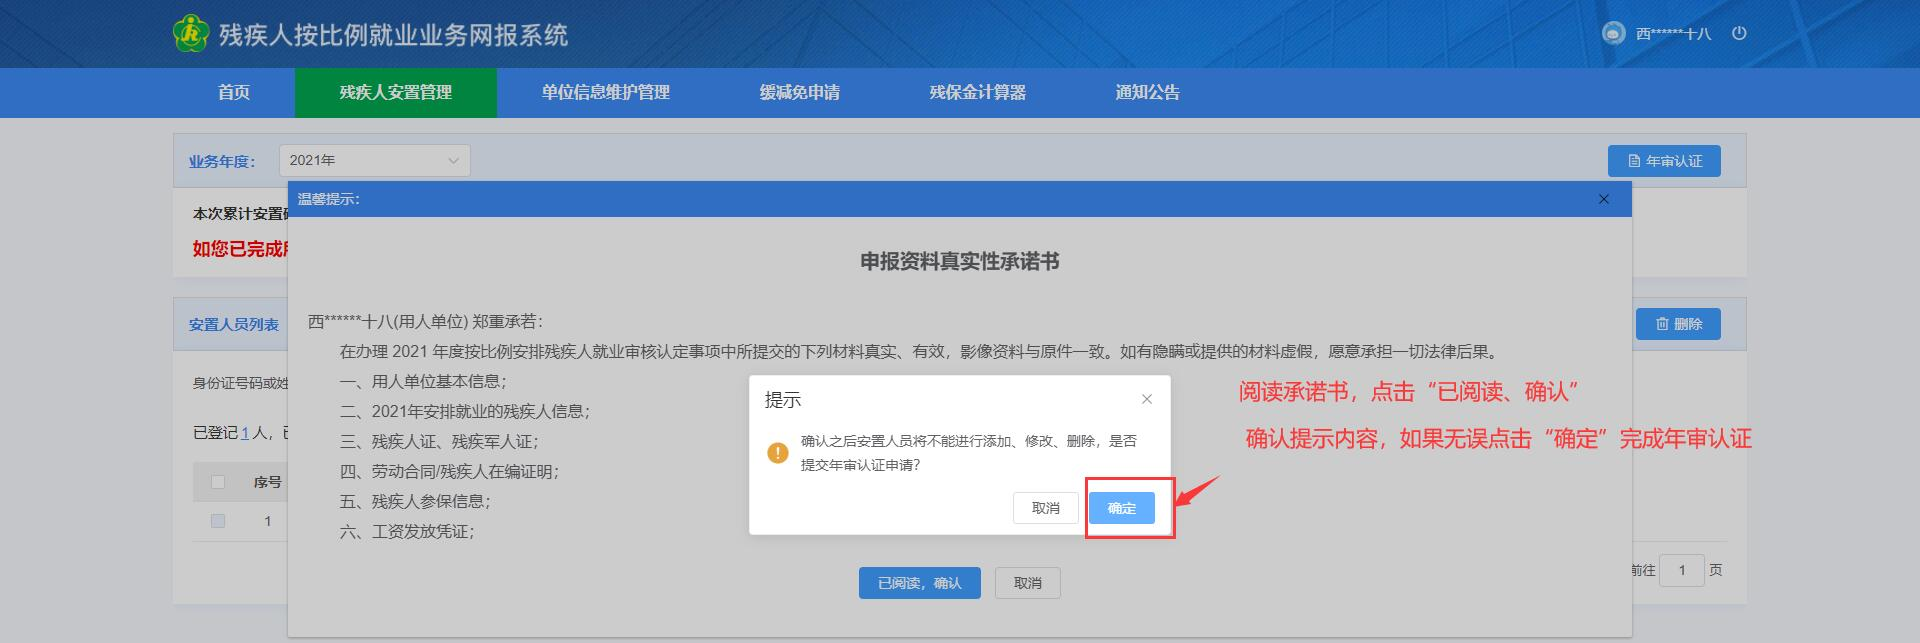 残疾人按比例就业业务网报系统
西******十八
首页
残疾人安置管理
单位信息维护管理
缓减免申请
残保金计算器
通知公告
业务年度：
2021年
年审认证
温馨提示：
本次累计安置
如您已完成
申报资料真实性承诺书
安置人员列表
删除
西******十八(用人单位) 郑重承若：
在办理 2021 年度按比例安排残疾人就业审核认定事项中所提交的下列材料真实、有效，影像资料与原件一致。如有隐瞒或提供的材料虚假，愿意承担一切法律后果。
身份证号码或姓
一、用人单位基本信息；
二、2021年安排就业的残疾人信息；
三、残疾人证、残疾军人证；
四、劳动合同/残疾人在编证明；
五、残疾人参保信息；
六、工资发放凭证；
已登记1人，已
序号
1
提示
确认之后安置人员将不能进行添加、修改、删除，是否
提交年审认证申请?
取消
确定
阅读承诺书，点击“已阅读、确认”
确认提示内容，如果无误点击“确定”完成年审认证
已阅读，确认
取消
前往 1 页